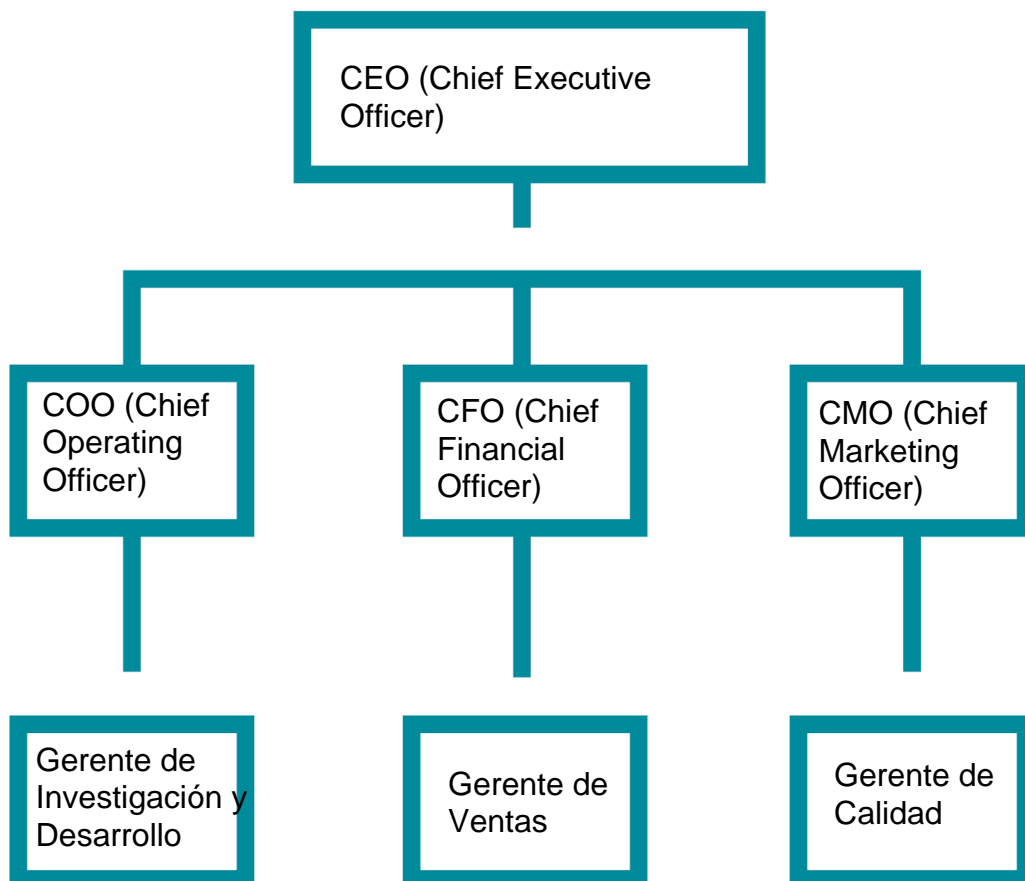 CEO (Chief Executive
Officer)
COO (Chief
Operating
Officer)
CFO (Chief
Financial
Officer)
CMO (Chief
Marketing
Officer)
Gerente de
Investigación y
Desarrollo
Gerente de
Ventas
Gerente de
Calidad